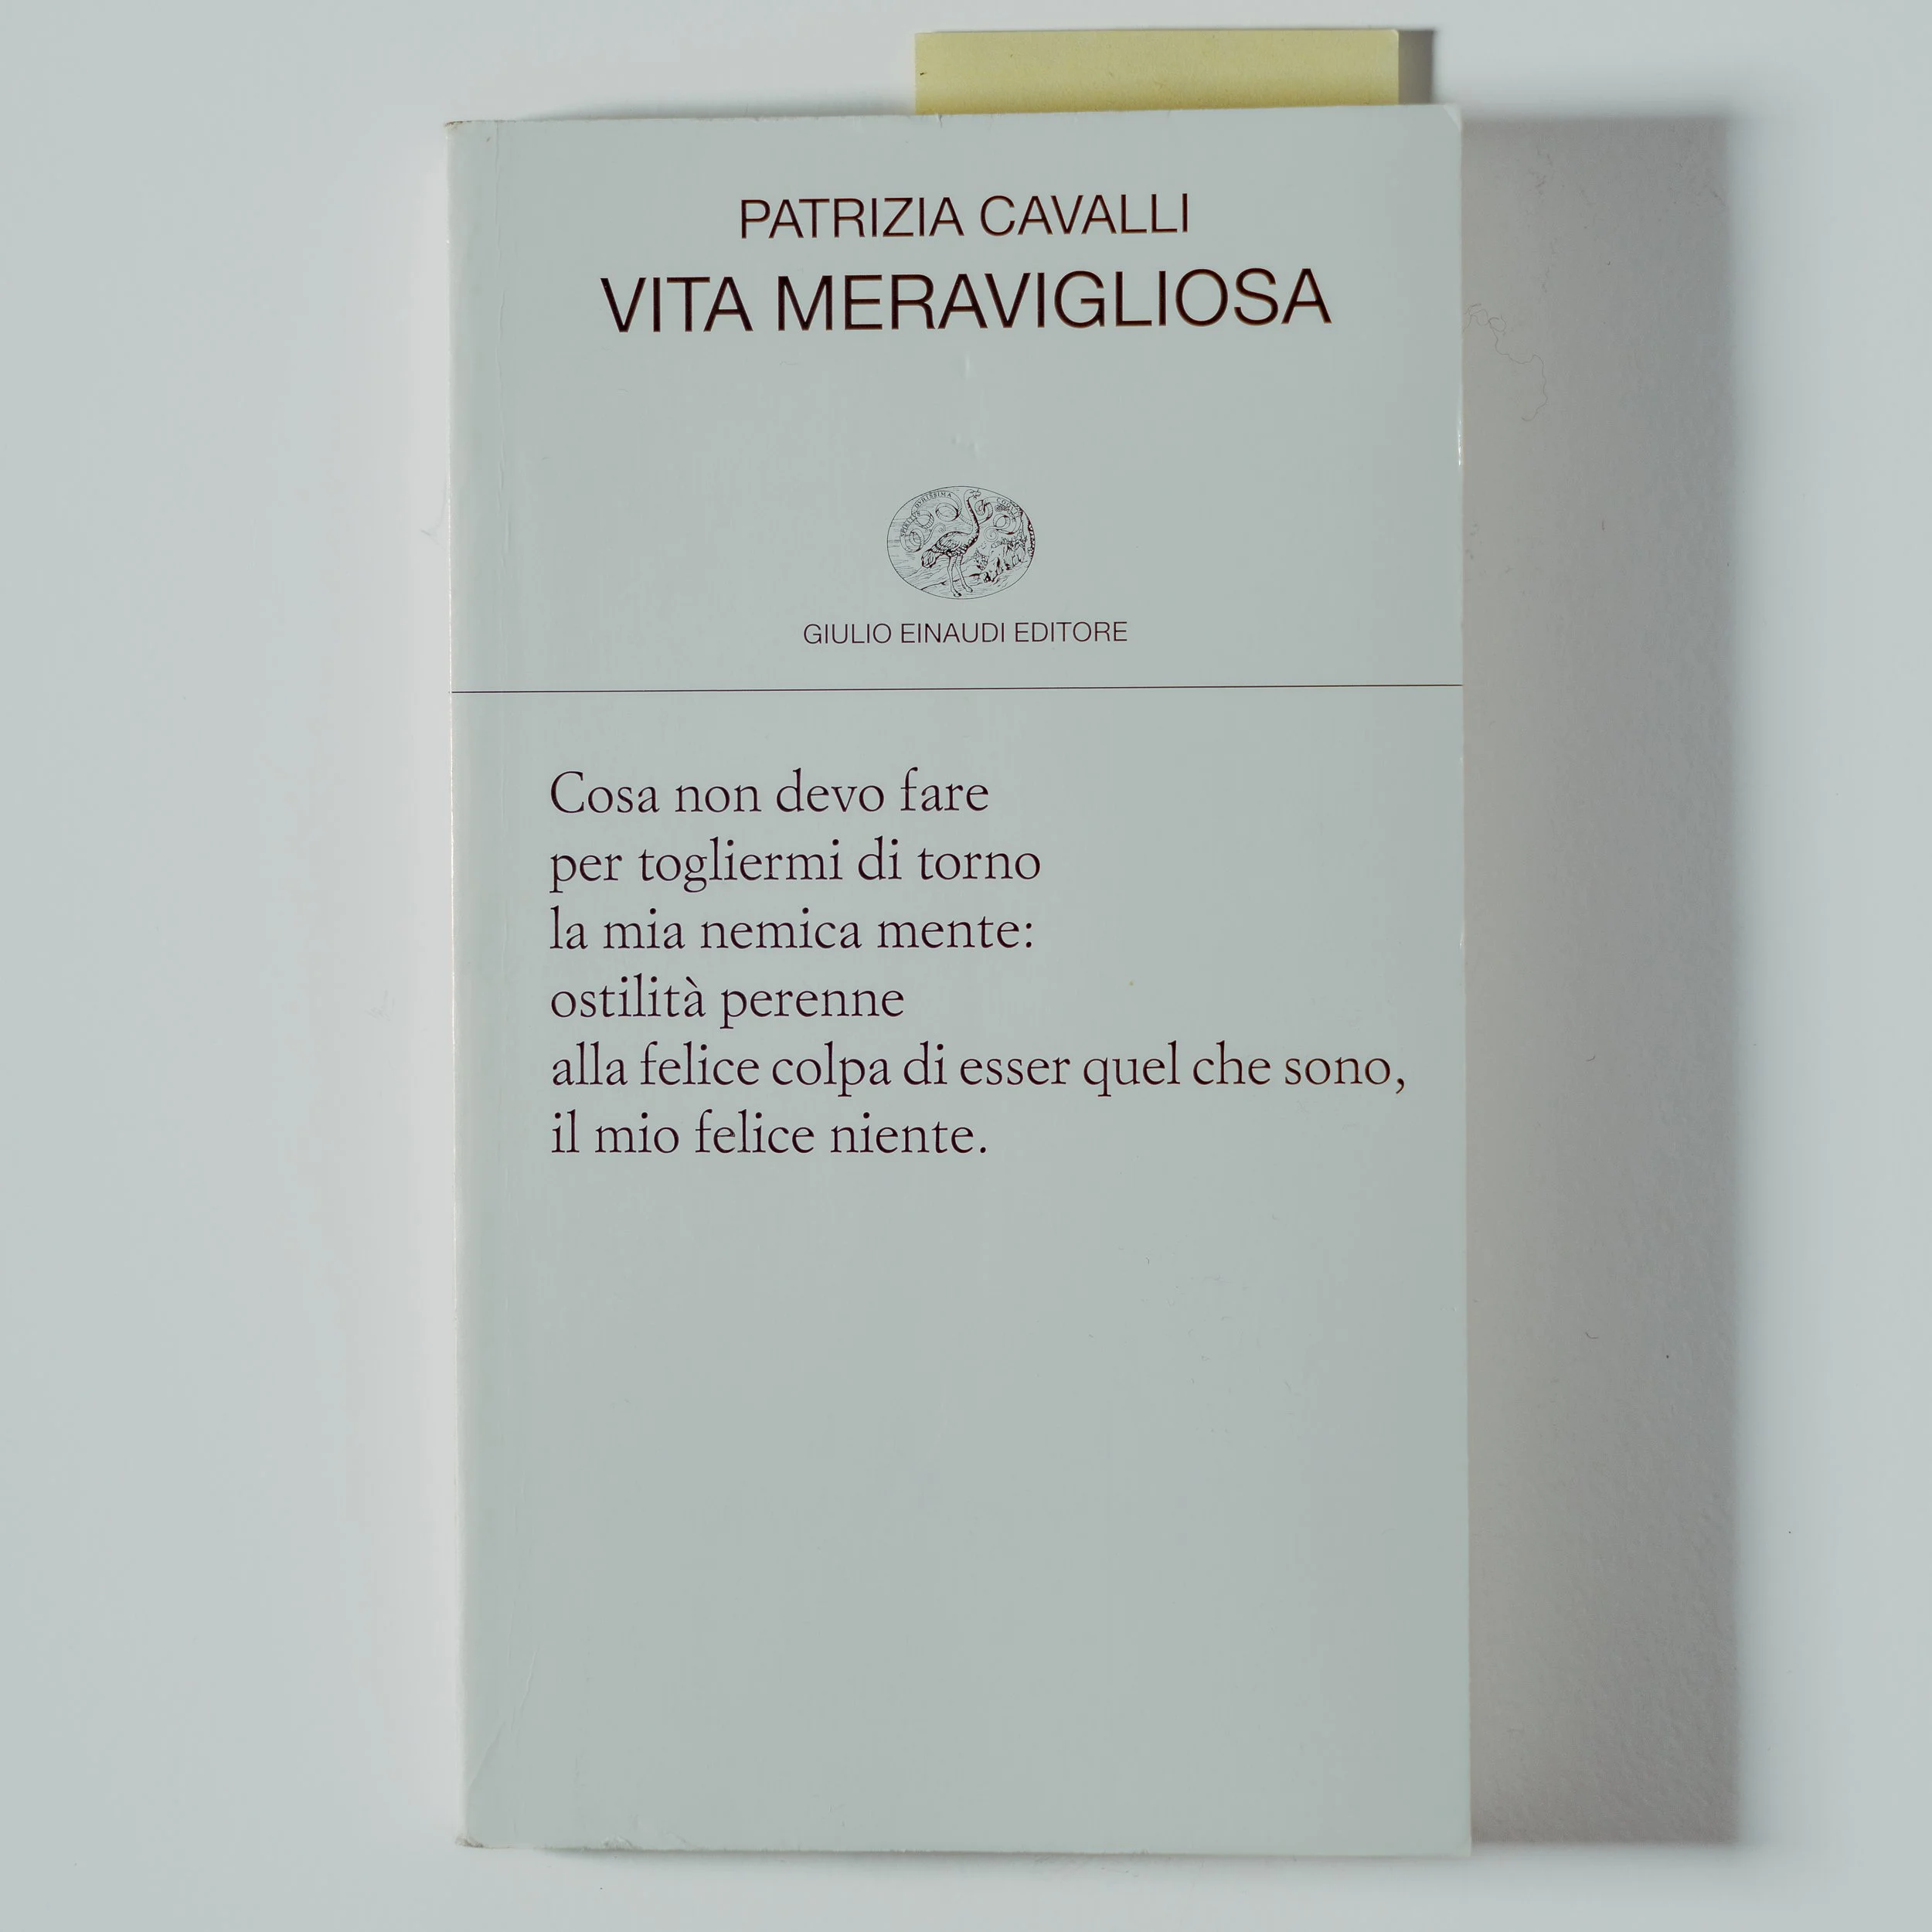 PATRIZIA CAVALLI
VITA MERAVIGLIOSA
GIULIO EINAUDI EDITORE
Cosa non devo fare
per togliermi di torno
la mia nemica mente:
ostilità perenne
alla felice colpa di esser quel che sono,
il mio felice niente.